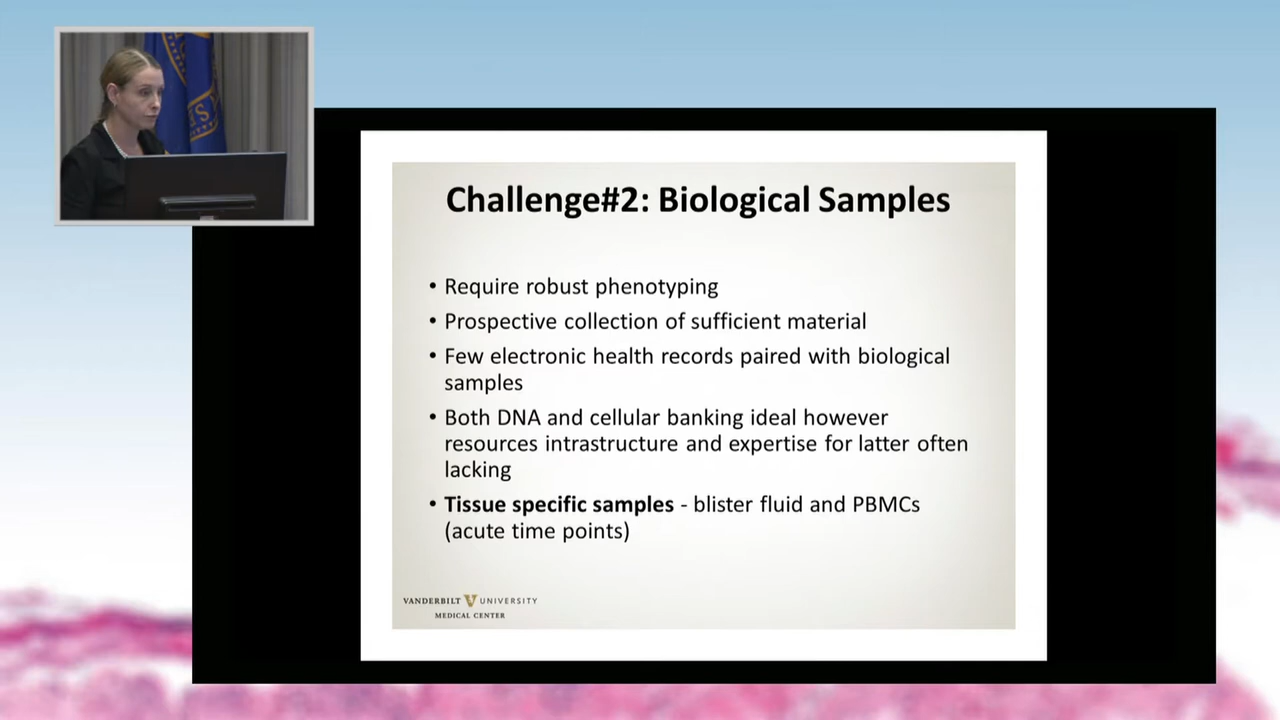 Challenge#2: Biological Samples
• Require robust phenotyping
• Prospective collection of sufficient material
• Few electronic health records paired with biological
samples
• Both DNA and cellular banking ideal however
resources intrastructure and expertise for latter often
lacking
• Tissue specific samples - blister fluid and PBMCs
(acute time points)
VANDERBILT V UNIVERSITY
MEDICAL CENTER